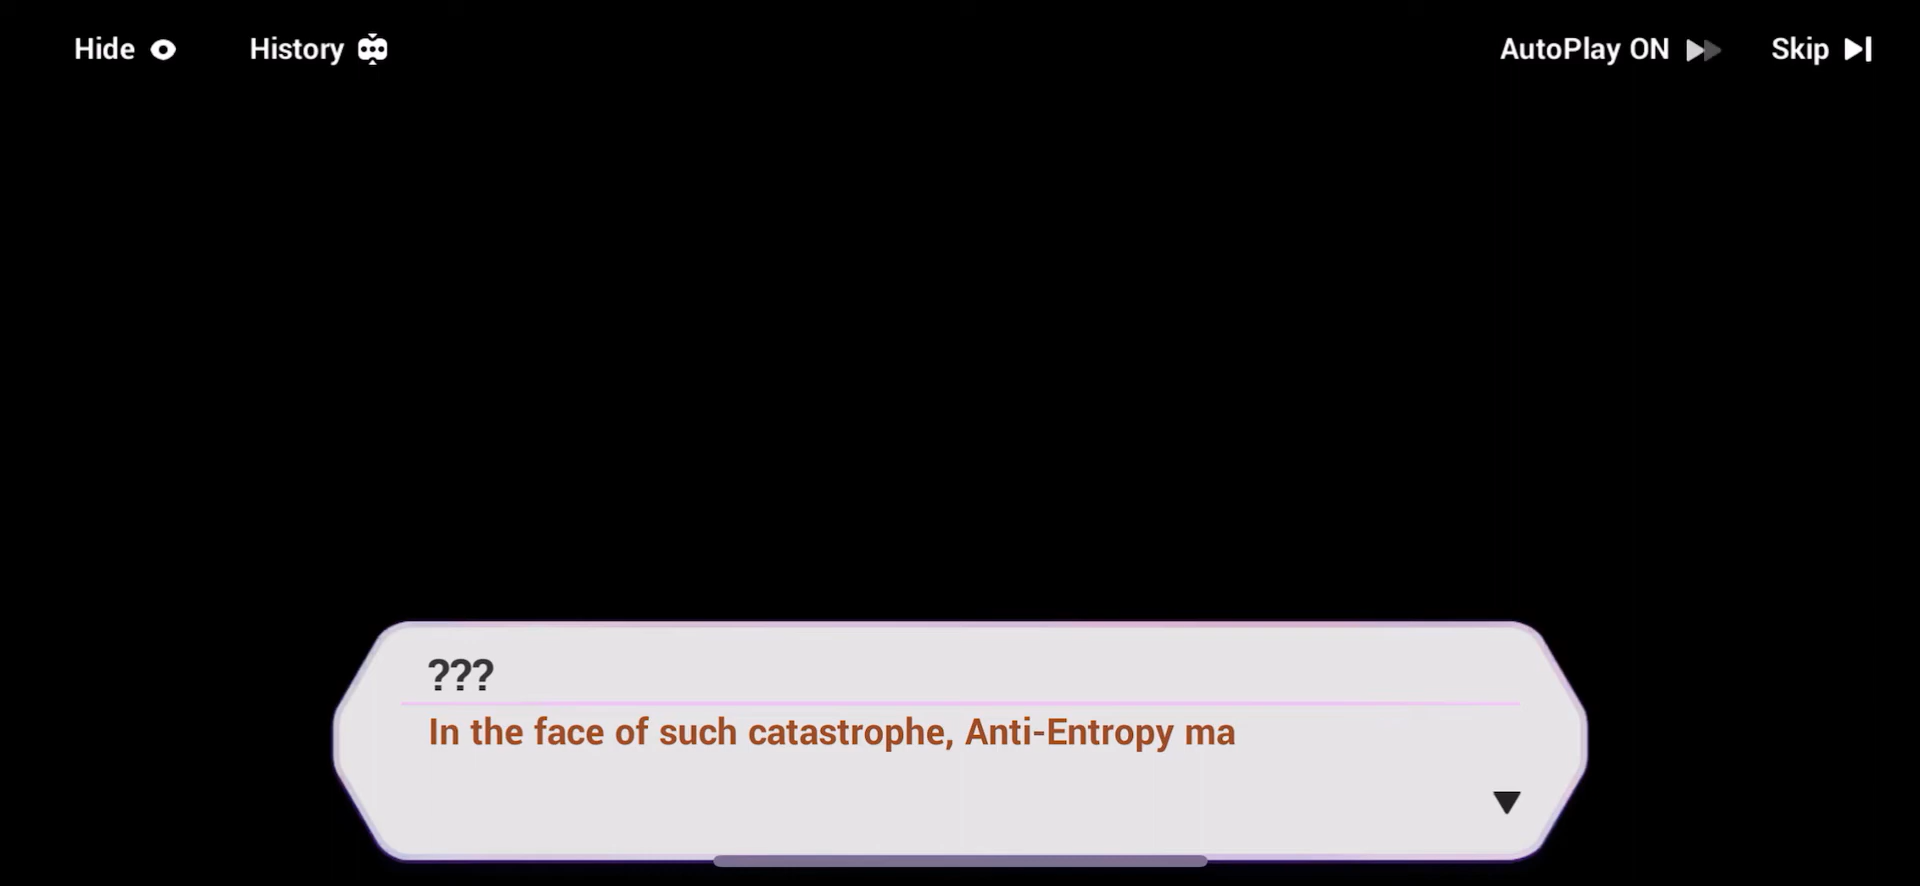 Hide
History
AutoPlay ON
Skip
???
In the face of such catastrophe, Anti-Entropy ma